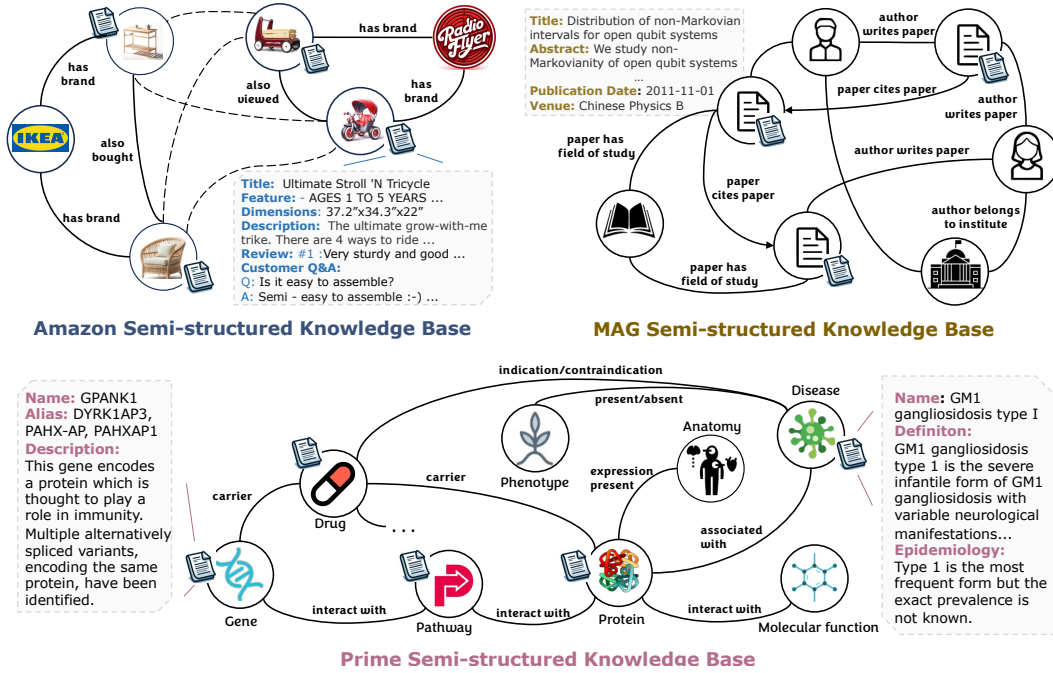 has brand
Radio
Flyer
has
brand
also
viewed
has
brand
IKEA
also
bought
has brand
Title: Ultimate Stroll 'N Tricycle
Feature: - AGES 1 TO 5 YEARS ...
Dimensions: 37.2”x34.3”x22”
Description: The ultimate grow-with-me
trike. There are 4 ways to ride ...
Review: #1 :Very sturdy and good ...
Customer Q&A:
Q: Is it easy to assemble?
A: Semi - easy to assemble :-) ...
Amazon Semi-structured Knowledge Base
Title: Distribution of non-Markovian
intervals for open qubit systems
Abstract: We study non-
Markovianity of open qubit systems
...
Publication Date: 2011-11-01
Venue: Chinese Physics B
author
writes paper
paper cites paper
author
writes paper
paper has
field of study
author writes paper
paper
cites paper
author belongs
to institute
paper has
field of study
MAG Semi-structured Knowledge Base
Name: GPANK1
Alias: DYRK1AP3,
PAHX-AP, PAHXAP1
Description:
This gene encodes
a protein which is
thought to play a
role in immunity.
Multiple alternatively
spliced variants,
encoding the same
protein, have been
identified.
indication/contraindication
present/absent
Disease
Anatomy
Phenotype
expression
present
carrier
carrier
Drug
...
associated
with
Gene
interact with
Pathway
interact with
Protein
interact with
Molecular function
Name: GM1
gangliosidosis type I
Definiton:
GM1 gangliosidosis
type 1 is the severe
infantile form of GM1
gangliosidosis with
variable neurological
manifestations...
Epidemiology:
Type 1 is the most
frequent form but the
exact prevalence is
not known.
Prime Semi-structured Knowledge Base